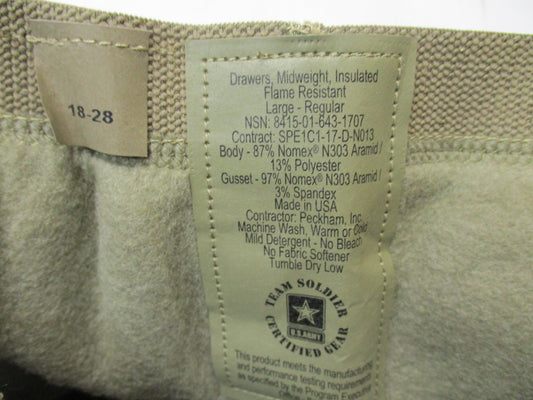 18-28
Drawers, Midweight, Insulated
Flame Resistant
Large - Regular
NSN: 8415-01-643-1707
Contract: SPE1C1-17-D-N013
Body - 87% Nomex® N303 Aramid /
13% Polyester
Gusset - 97% Nomex® N303 Aramid /
3% Spandex
Made in USA
Contractor: Peckham, Inc.
Machine Wash, Warm or Cold
Mild Detergent - No Bleach
No Fabric Softener
Tumble Dry Low
TEAM SOLDIER
U.S.ARMY
CERTIFIED GEAR
This product meets the manufacturing
and performance testing requirements
as specified by the Program Executive